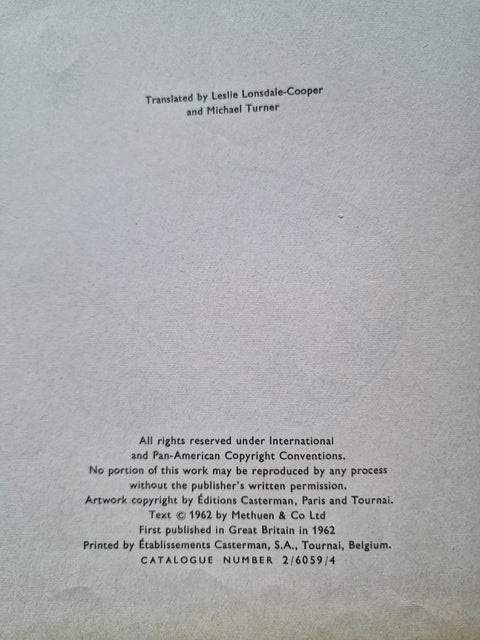 Translated by Leslie Lonsdale-Cooper
and Michael Turner
All rights reserved under International
and Pan-American Copyright Conventions.
No portion of this work may be reproduced by any process
without the publisher's written permission.
Artwork copyright by Éditions Casterman, Paris and Tournai.
Text © 1962 by Methuen & Co Ltd
First published in Great Britain in 1962
Printed by Établissements Casterman, S.A., Tournai, Belgium.
CATALOGUE NUMBER 2/6059/4